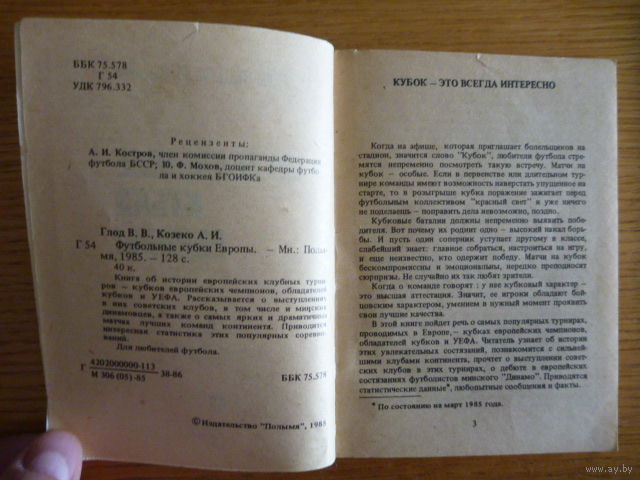 ББК 75.578
Г 54
УДК 796.332
Рецензенты:
А. И. Костров, член комиссии пропаганды Федерации
футбола БССР; Ю. Ф. Мохов, доцент кафедры футбо-
ла и хоккея БГОИФКа
Глод В. В., Козеко А. И.
Г 54 Футбольные кубки Европы. – Мн.: Полы-
мя, 1985. – 128 с.
40 к.
Книга об истории европейских клубных турни-
ров – кубков европейских чемпионов, обладателей
кубков и УЕФА. Рассказывается о выступлениях
в них советских клубов, в том числе и минских
динамовцев, а также о самых ярких и драматичных
матчах лучших команд континента. Приводится
интересная статистика этих популярных соревно-
ваний.
Для любителей футбола.
Г 4202000000-113
М 306 (05)-85 38-86
ББК 75.578
© Издательство "Полымя", 1985
КУБОК – ЭТО ВСЕГДА ИНТЕРЕСНО
Когда на афише, которая приглашает болельщиков на
стадион, значится слово "Кубок", любители футбола стре-
мятся непременно посмотреть такую встречу. Матчи на
кубок – особые. Если в первенстве или длительном тур-
нире команды имеют возможность наверстать упущенное
на старте, то в розыгрыше кубка поражение зажигает перед
футбольным коллективом "красный свет" и уже ничего
не поделаешь – поправить дела невозможно, поздно.
Кубковые баталии должны непременно выявить побе-
дителя. Вот почему их родни одно: высокий накал борь-
бы. И пусть один соперник уступает другому в классе,
слабейший знает: главное собраться, настроиться на игру,
и еще неизвестно, кто одержит победу. Матчи на кубок
бескомпромиссны и эмоциональны, нередко преподносят
сюрпризы. Не случайно их так любят зрители.
Когда о команде говорят: у нее кубковый характер –
это высшая аттестация. Значит, ее игроки обладают бой-
цовским характером, умением в нужный момент проявить
свои лучшие качества.
В этой книге пойдет речь о самых популярных турнирах,
проводимых в Европе, – кубках европейских чемпионов,
обладателей кубков и УЕФА. Читатель узнает об истории
этих увлекательных состязаний, познакомится с сильней-
шими клубами континента, прочтет о выступлении совет-
ских клубов в этих турнирах, о дебюте в европейских
состязаниях футболистов минского "Динамо". Приводятся
статистические данные*, любопытные сообщения и факты.
* По состоянию на март 1985 года.
3
www.ay.by